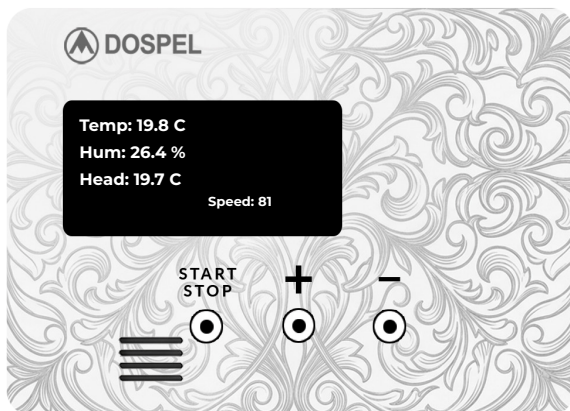 DOSPEL
Temp: 19.8 C
Hum: 26.4 %
Head: 19.7 C
Speed: 81
START
STOP
+
−